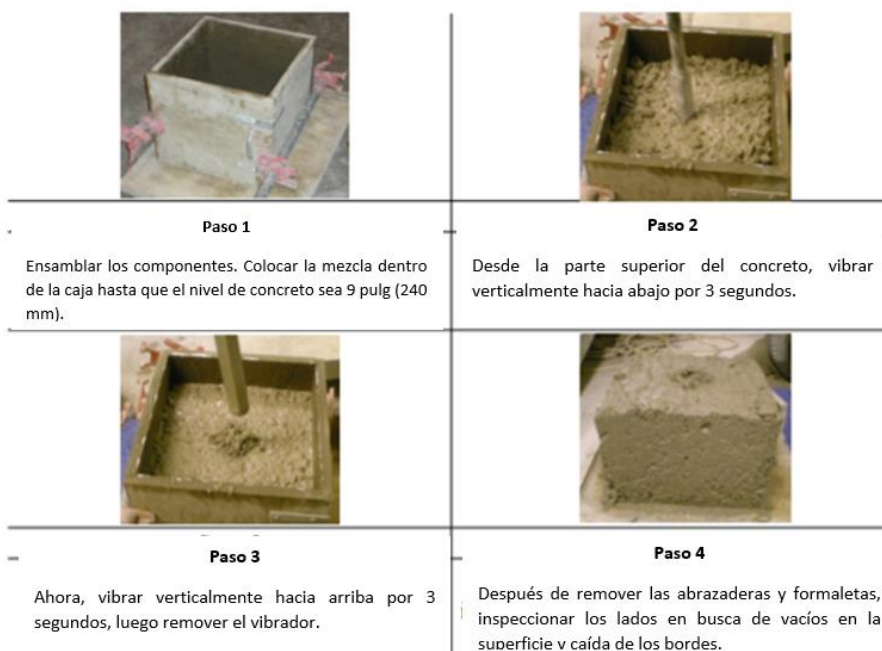 Paso 1
Ensamblar los componentes. Colocar la mezcla dentro
de la caja hasta que el nivel de concreto sea 9 pulg (240
mm).
Paso 2
Desde la parte superior del concreto, vibrar
verticalmente hacia abajo por 3 segundos.
Paso 3
Ahora, vibrar verticalmente hacia arriba por 3
segundos, luego remover el vibrador.
Paso 4
Después de remover las abrazaderas y formaletas,
inspeccionar los lados en busca de vacíos en la
superficie y caída de los bordes.